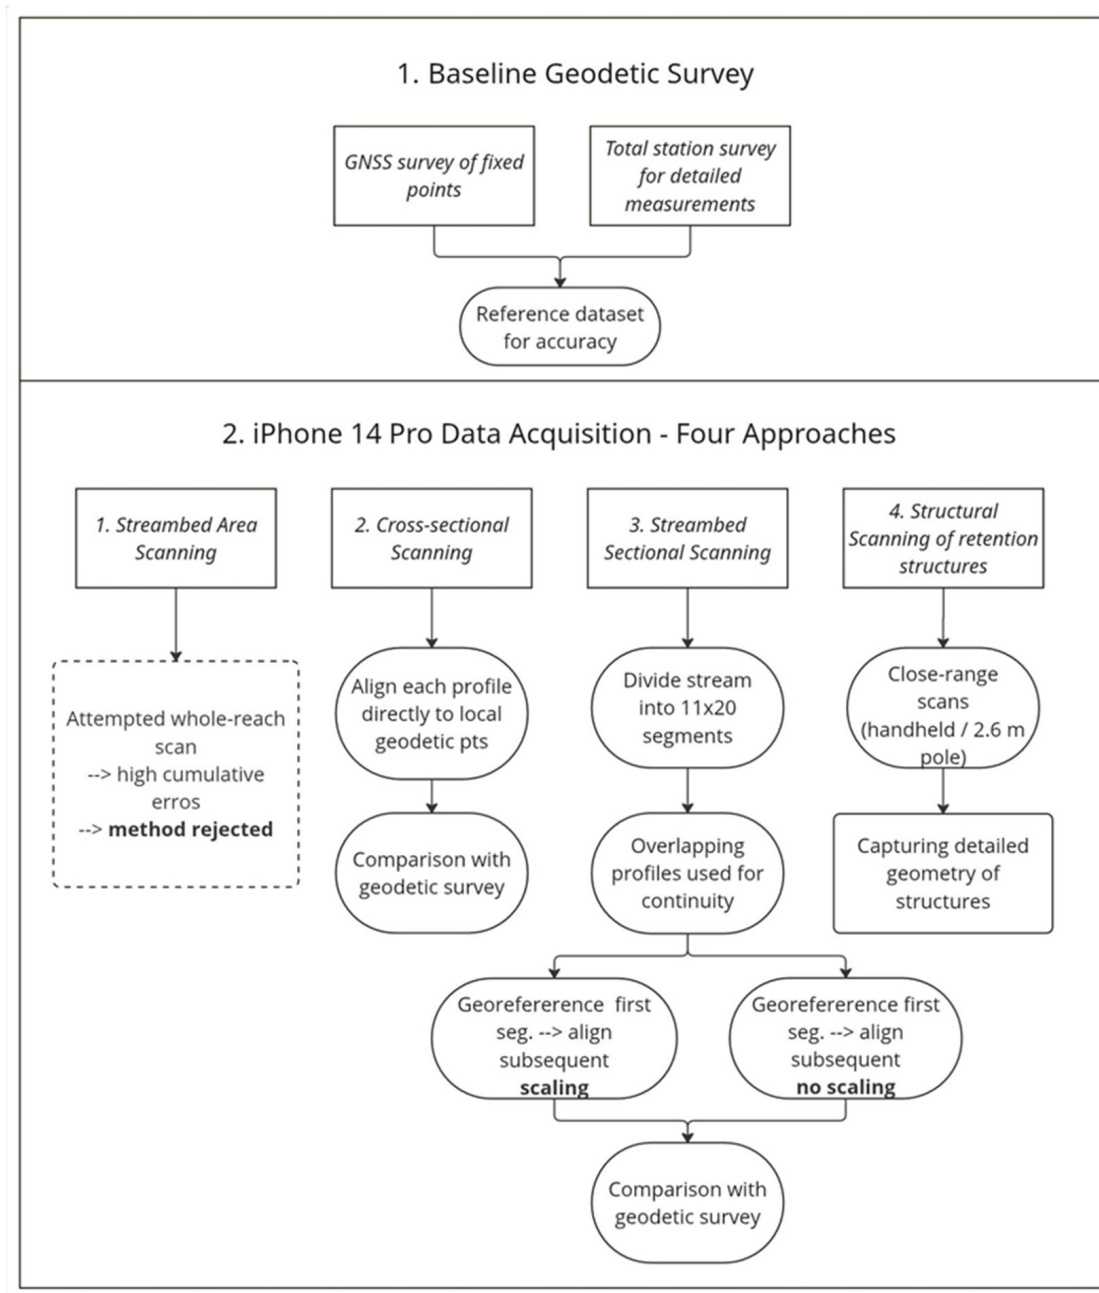 1. Baseline Geodetic Survey
GNSS survey of fixed
points
Total station survey
for detailed
measurements
Reference dataset
for accuracy
2. iPhone 14 Pro Data Acquisition - Four Approaches
1. Streambed Area
Scanning
2. Cross-sectional
Scanning
3. Streambed
Sectional Scanning
4. Structural
Scanning of retention
structures
Attempted whole-reach
scan
--> high cumulative
erros
--> method rejected
Align each profile
directly to local
geodetic pts
Divide stream
into 11x20
segments
Close-range
scans
(handheld / 2.6 m
pole)
Comparison with
geodetic survey
Overlapping
profiles used for
continuity
Capturing detailed
geometry of
structures
Georefererence  first
seg. --> align
subsequent
scaling
Georefererence first
seg. --> align
subsequent
no scaling
Comparison with
geodetic survey